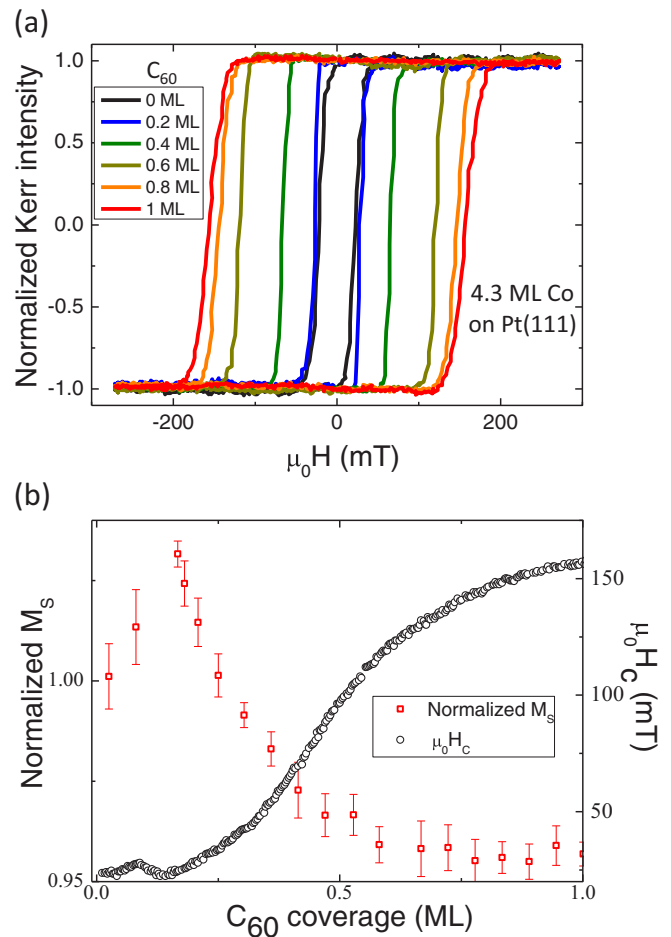 (a)
C60
0 ML
0.2 ML
0.4 ML
0.6 ML
0.8 ML
1 ML
4.3 ML Co
on Pt(111)
Normalized Kerr intensity
1.0
0.5
0.0
-0.5
-1.0
-200
0
200
μ0H (mT)
(b)
Normalized MS
1.00
0.95
Normalized MS
μ0HC
150
100
50
μ0HC
(mT)
0.0
0.5
1.0
C60 coverage (ML)